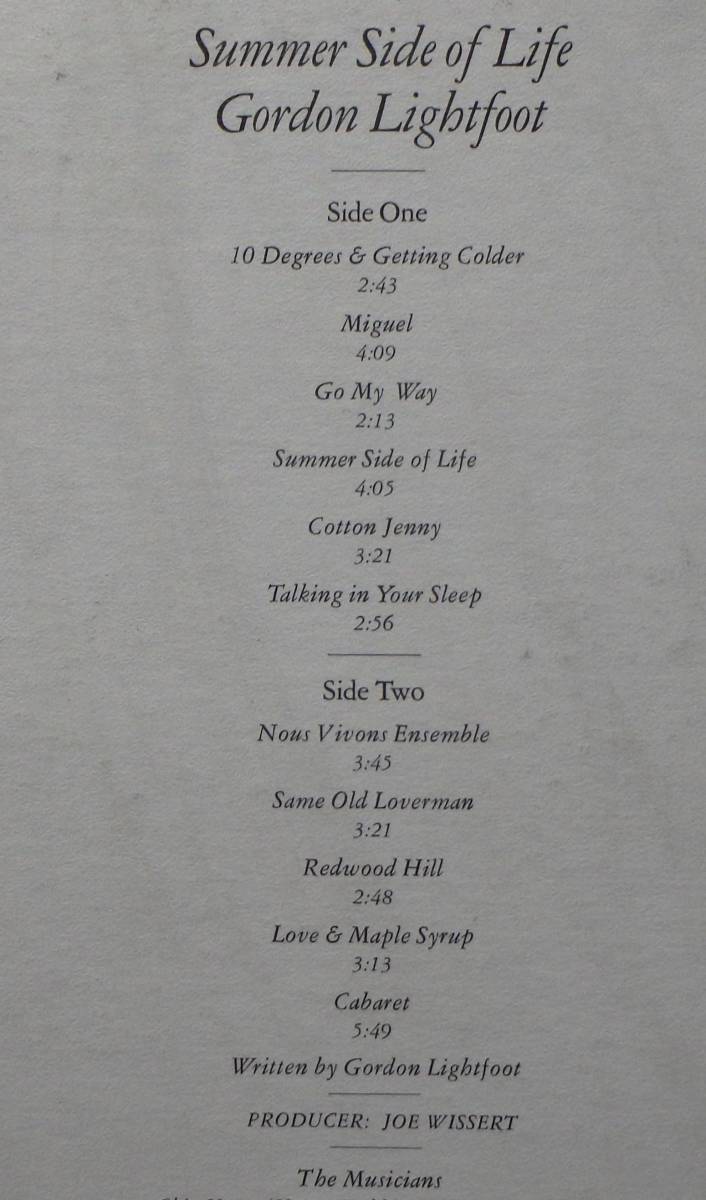 Summer Side of Life
Gordon Lightfoot
Side One
10 Degrees & Getting Colder
2:43
Miguel
4:09
Go My Way
2:13
Summer Side of Life
4:05
Cotton Jenny
3:21
Talking in Your Sleep
2:56
Side Two
Nous Vivons Ensemble
3:45
Same Old Loverman
3:21
Redwood Hill
2:48
Love & Maple Syrup
3:13
Cabaret
5:49
Written by Gordon Lightfoot
PRODUCER: JOE WISSERT
The Musicians